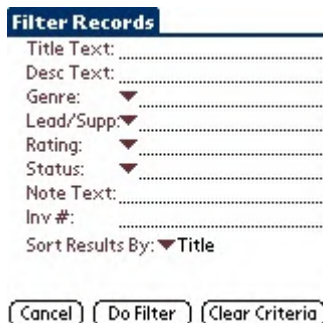 Filter Records
Title Text:
Desc Text:
Genre:
Lead/Supp:
Rating:
Status:
Note Text:
Inv #:
Sort Results By: Title
Cancel Do Filter Clear Criteria